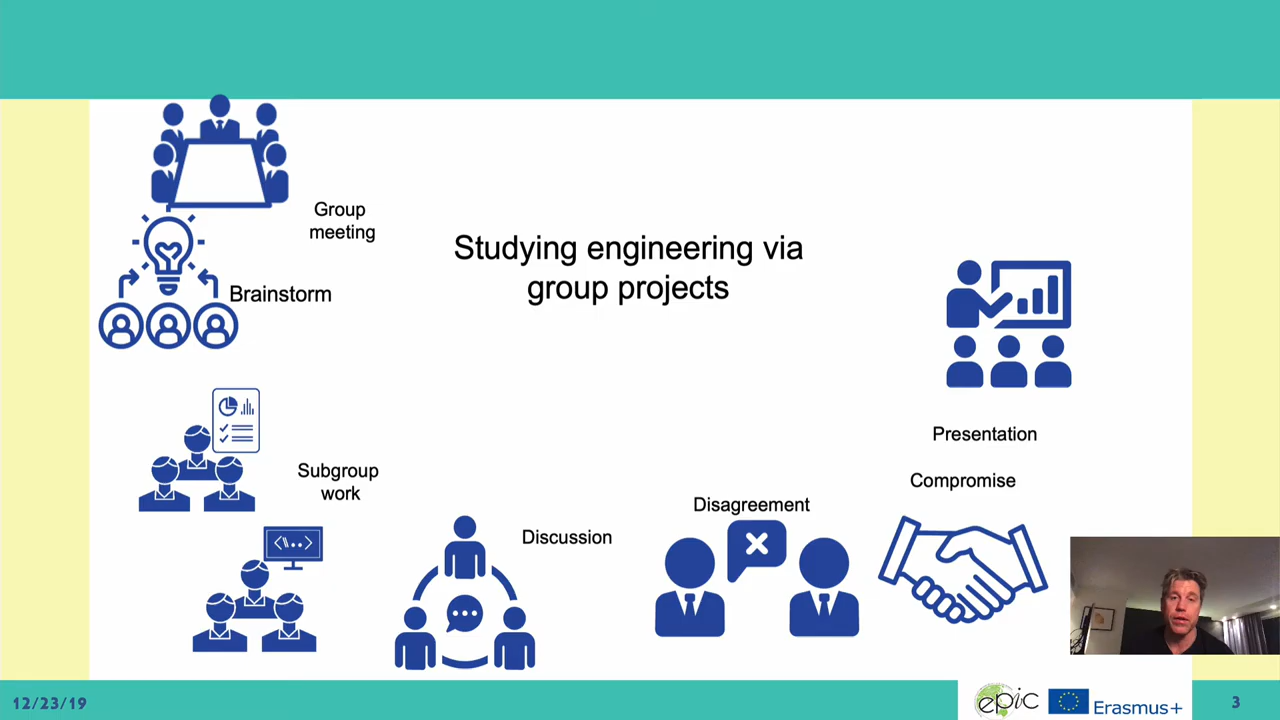 Group
meeting
Studying engineering via
group projects
Brainstorm
Presentation
Subgroup
work
Compromise
Disagreement
Discussion
<\\..>
12/23/19
epic
Erasmus+
3